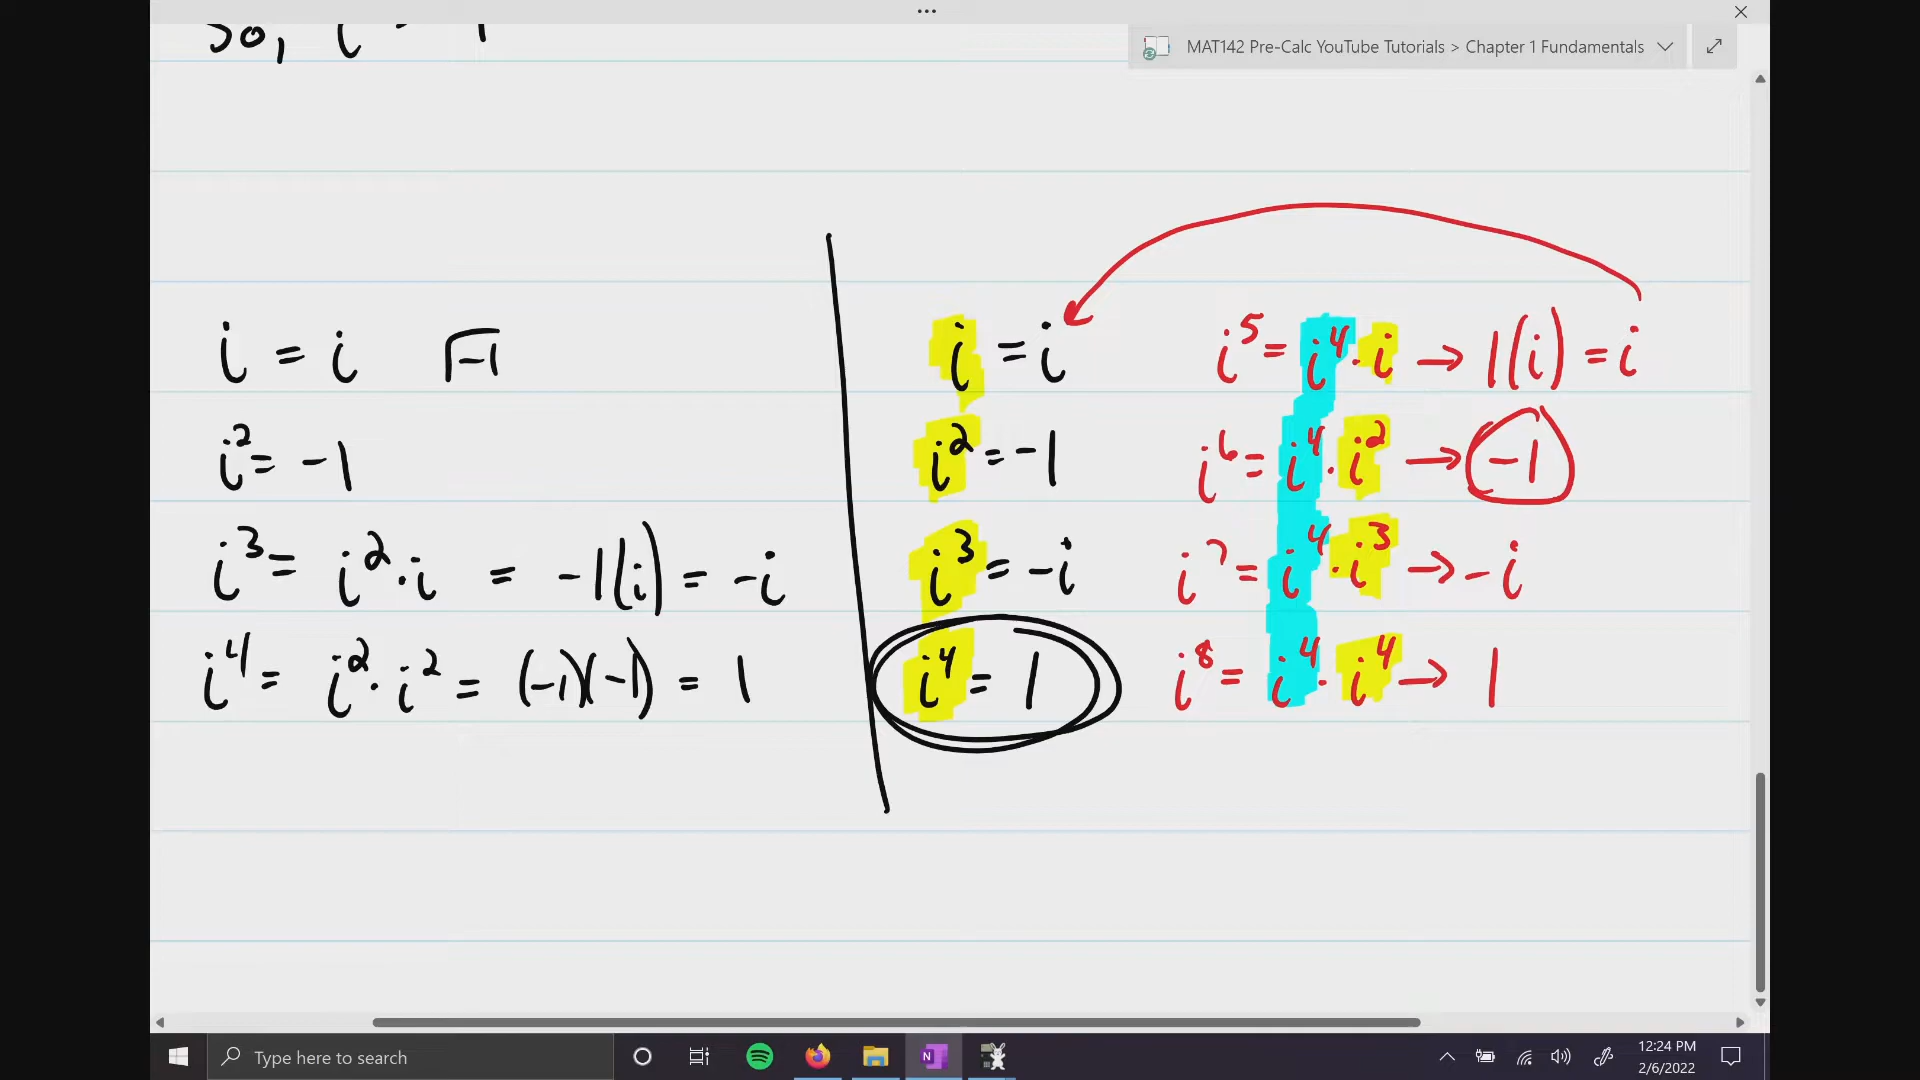 So, i
MAT142 Pre-Calc YouTube Tutorials > Chapter 1 Fundamentals
i = i √-1
i² = -1
i³ = i² · i = -1(i) = -i
i⁴ = i² · i² = (-1)(-1) = 1
i = i
i² = -1
i³ = -i
i⁴ = 1
i⁵ = i⁴ · i → 1(i) = i
i⁶ = i⁴ · i² → -1
i⁷ = i⁴ · i³ → -i
i⁸ = i⁴ · i⁴ → 1
Type here to search
12:24 PM
2/6/2022